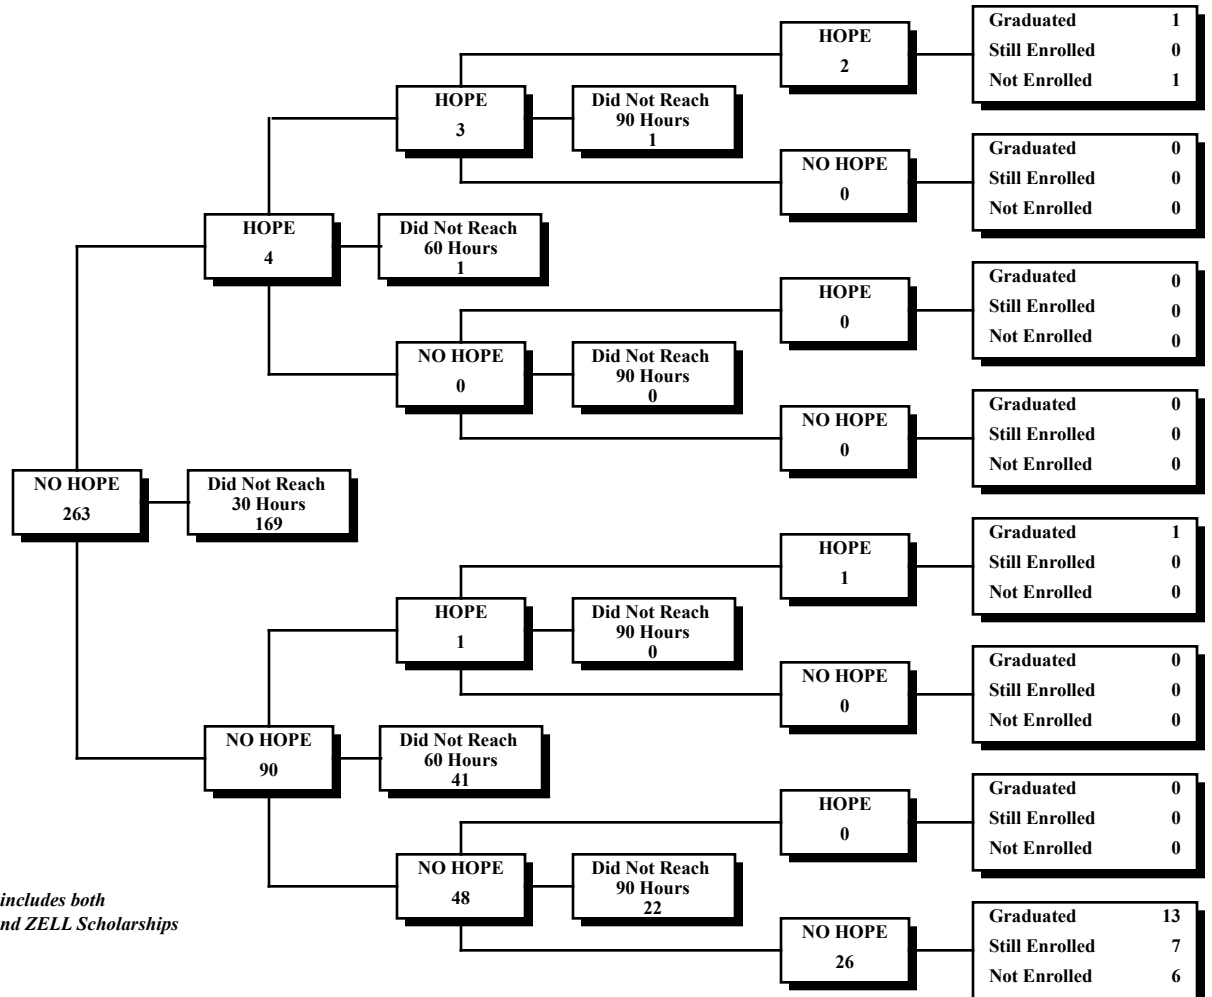 HOPE
2
Graduated 1
Still Enrolled 0
Not Enrolled 1
HOPE
3
Did Not Reach
90 Hours
1
NO HOPE
0
Graduated 0
Still Enrolled 0
Not Enrolled 0
HOPE
4
Did Not Reach
60 Hours
1
HOPE
0
Graduated 0
Still Enrolled 0
Not Enrolled 0
NO HOPE
0
Did Not Reach
90 Hours
0
NO HOPE
0
Graduated 0
Still Enrolled 0
Not Enrolled 0
NO HOPE
263
Did Not Reach
30 Hours
169
HOPE
1
Graduated 1
Still Enrolled 0
Not Enrolled 0
HOPE
1
Did Not Reach
90 Hours
0
NO HOPE
0
Graduated 0
Still Enrolled 0
Not Enrolled 0
NO HOPE
90
Did Not Reach
60 Hours
41
HOPE
0
Graduated 0
Still Enrolled 0
Not Enrolled 0
NO HOPE
48
Did Not Reach
90 Hours
22
NO HOPE
26
Graduated 13
Still Enrolled 7
Not Enrolled 6
includes both
nd ZELL Scholarships